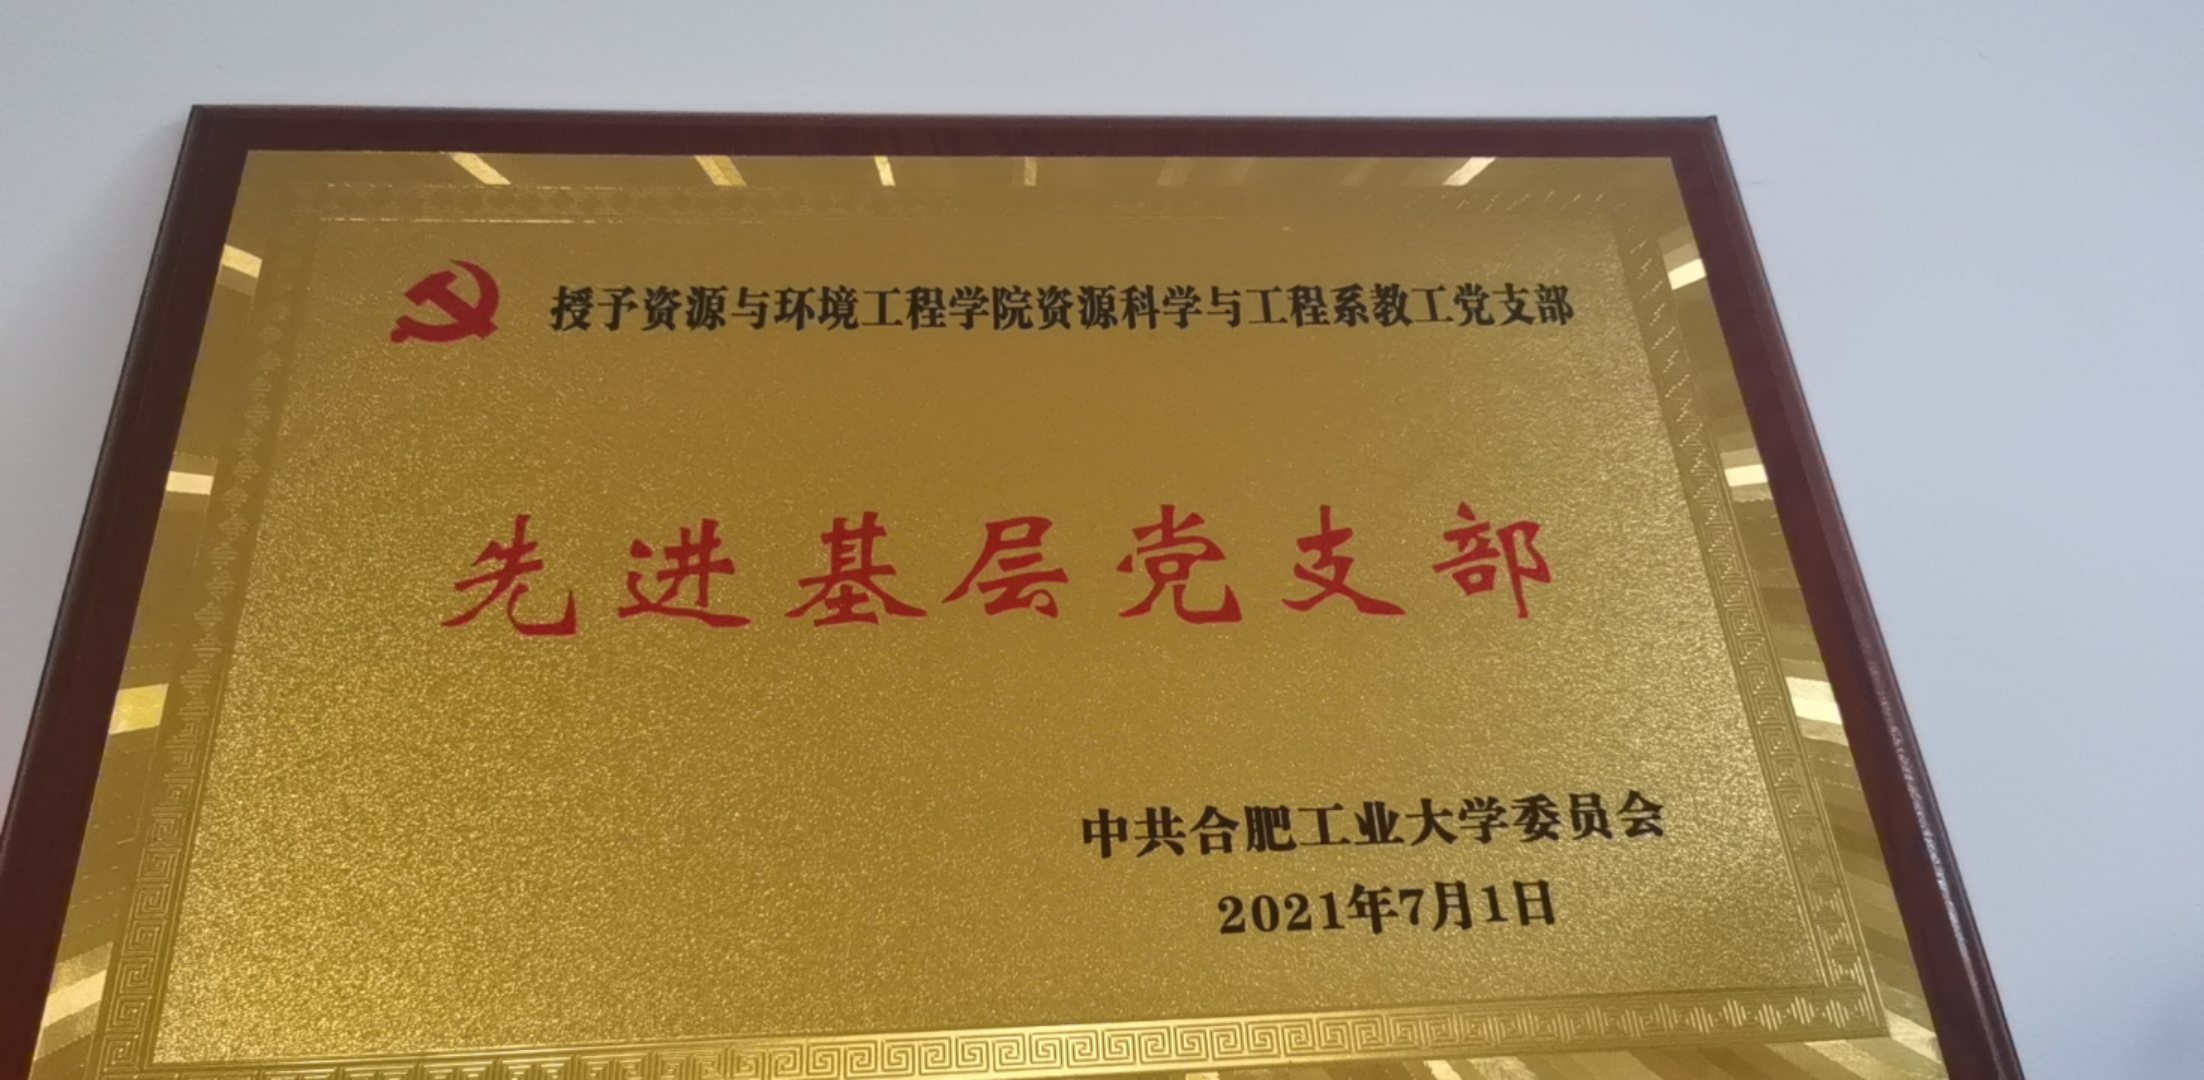 授予资源与环境工程学院资源科学与工程系教工党支部
先进基层党支部
中共合肥工业大学委员会
2021年7月1日